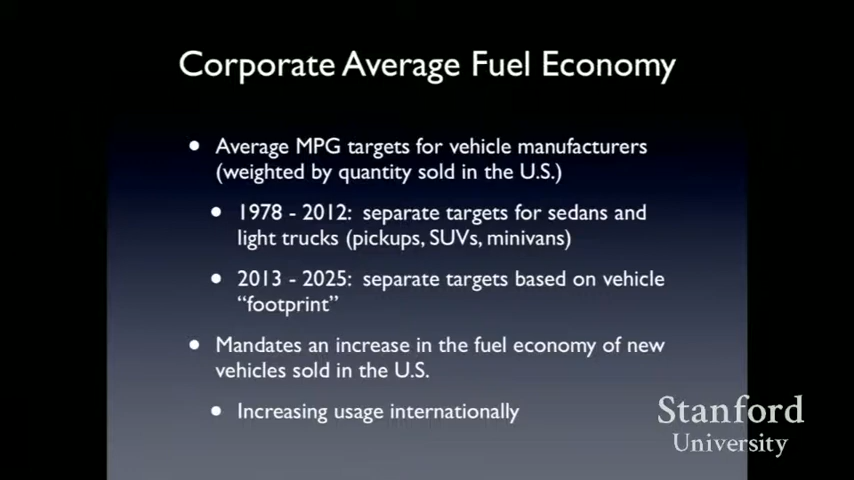 Corporate Average Fuel Economy
• Average MPG targets for vehicle manufacturers
(weighted by quantity sold in the U.S.)
• 1978 - 2012: separate targets for sedans and
light trucks (pickups, SUVs, minivans)
• 2013 - 2025: separate targets based on vehicle
“footprint”
• Mandates an increase in the fuel economy of new
vehicles sold in the U.S.
• Increasing usage internationally
Stanford
University